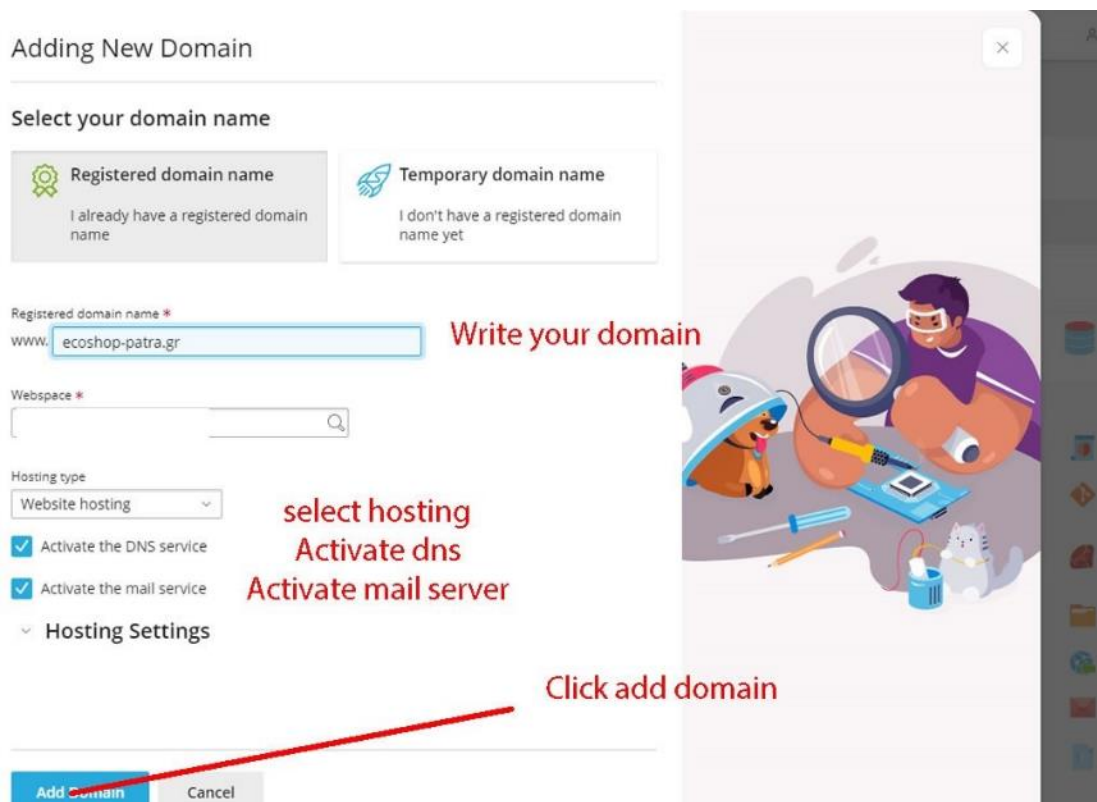 Adding New Domain
Select your domain name
Registered domain name
I already have a registered domain
name
Temporary domain name
I don't have a registered domain
name yet
Registered domain name *
www. ecoshop-patra.gr
Write your domain
Webspace *
Hosting type
Website hosting
select hosting
Activate the DNS service
Activate dns
Activate the mail service
Activate mail server
Hosting Settings
Click add domain
Add Domain
Cancel